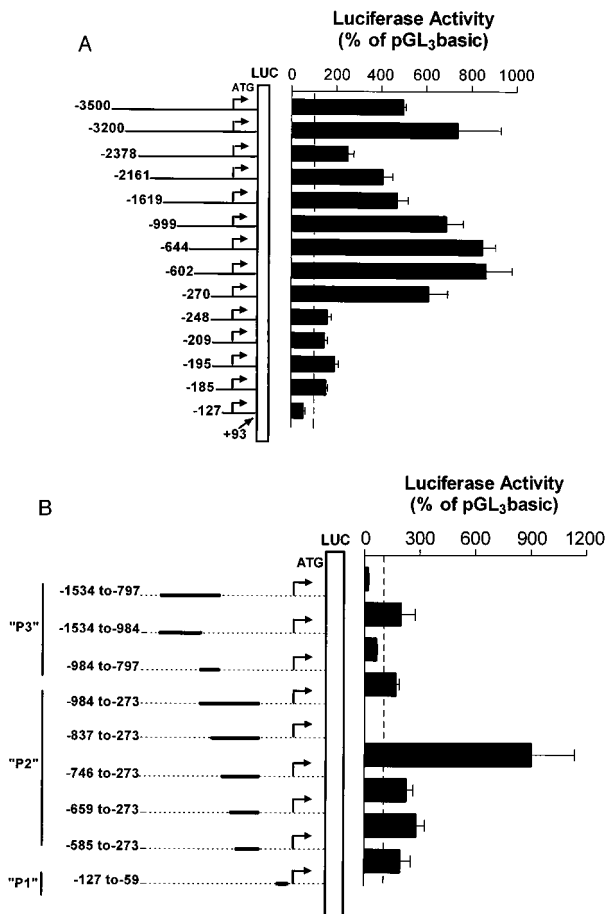 A
Luciferase Activity
(% of pGL3basic)
LUC
ATG
0 200 400 600 800 1000
-3500
-3200
-2378
-2161
-1619
-999
-644
-602
-270
-248
-209
-195
-185
-127
+93
B
Luciferase Activity
(% of pGL3basic)
LUC
ATG
0 300 600 900 1200
"P3"
-1534 to-797
-1534 to-984
-984 to-797
"P2"
-984 to-273
-837 to-273
-746 to-273
-659 to-273
-585 to-273
"P1"
-127 to-59